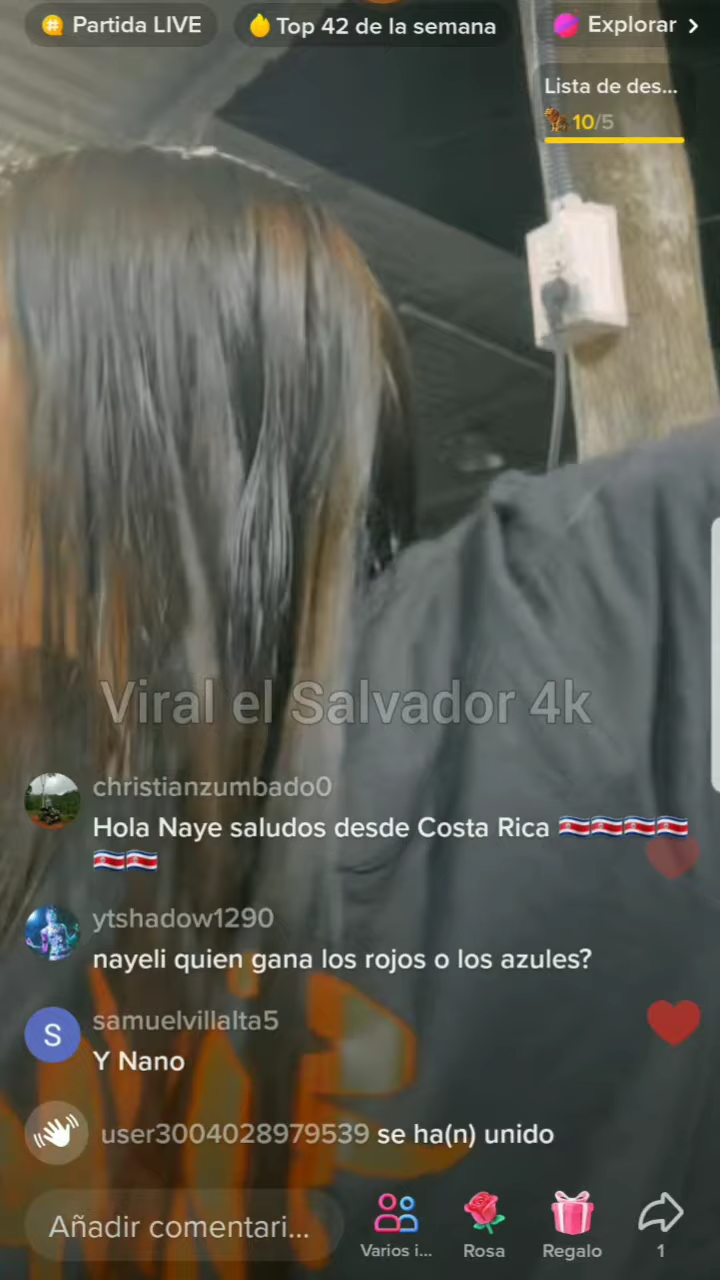 Partida LIVE
Top 42 de la semana
Explorar
Lista de des...
10/5
Viral el Salvador 4k
christianzumbado0
Hola Naye saludos desde Costa Rica 🇨🇷🇨🇷🇨🇷🇨🇷
🇨🇷🇨🇷
ytshadow1290
nayeli quien gana los rojos o los azules?
S
samuelvillalta5
Y Nano
user3004028979539 se ha(n) unido
Añadir comentari...
Varios i...
Rosa
Regalo
1